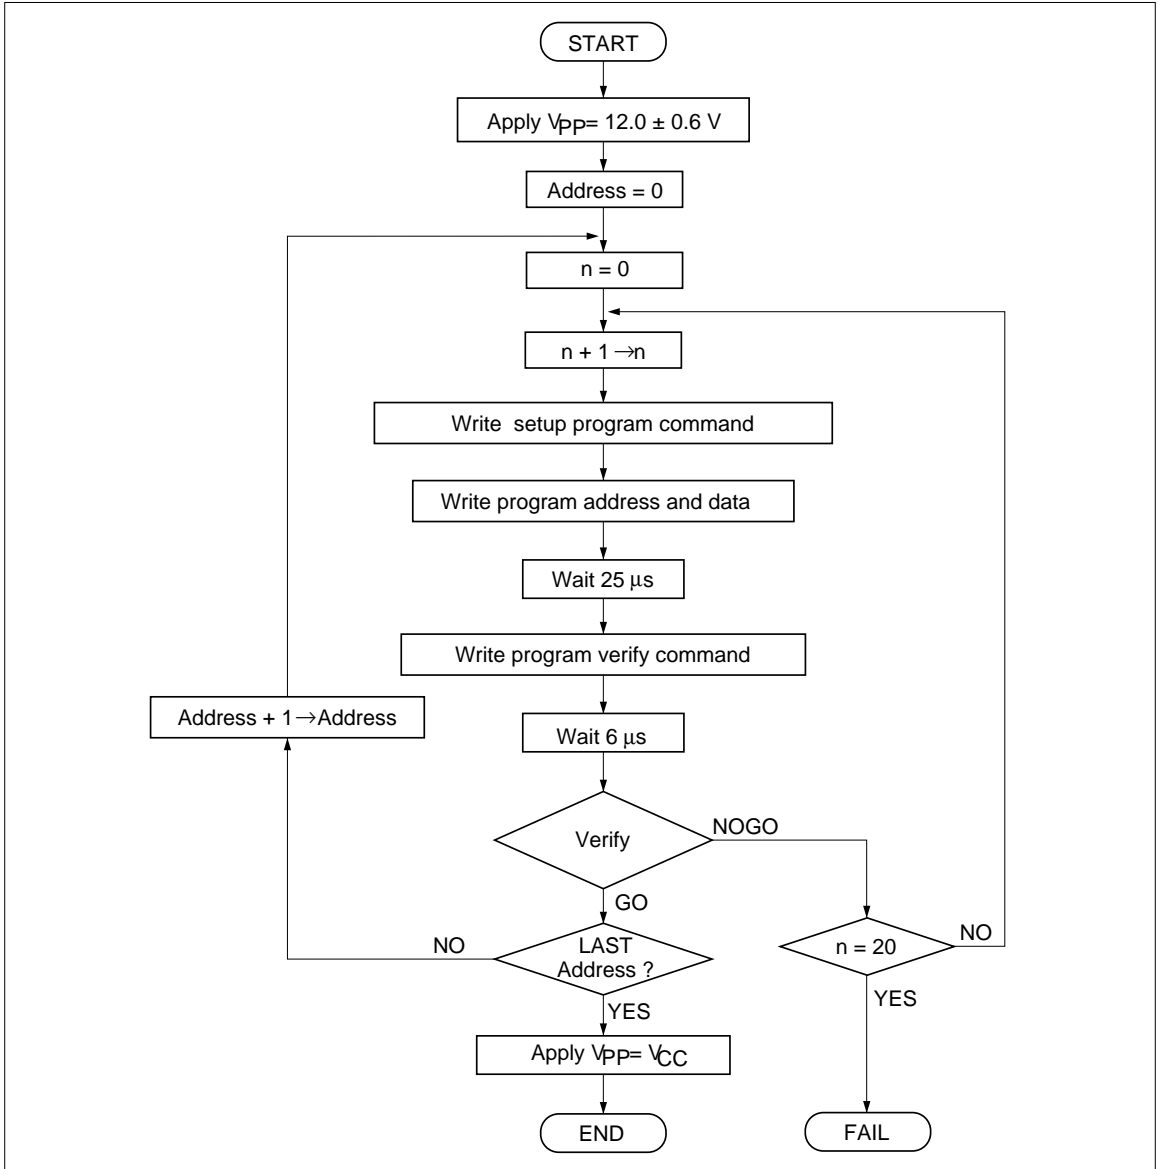 START
Apply VPP= 12.0 ± 0.6 V
Address = 0
n = 0
n + 1 →n
Write setup program command
Write program address and data
Wait 25 μs
Write program verify command
Address + 1→Address
Wait 6 μs
Verify
NOGO
GO
NO
LAST
Address ?
n = 20
NO
YES
YES
Apply VPP= VCC
END
FAIL